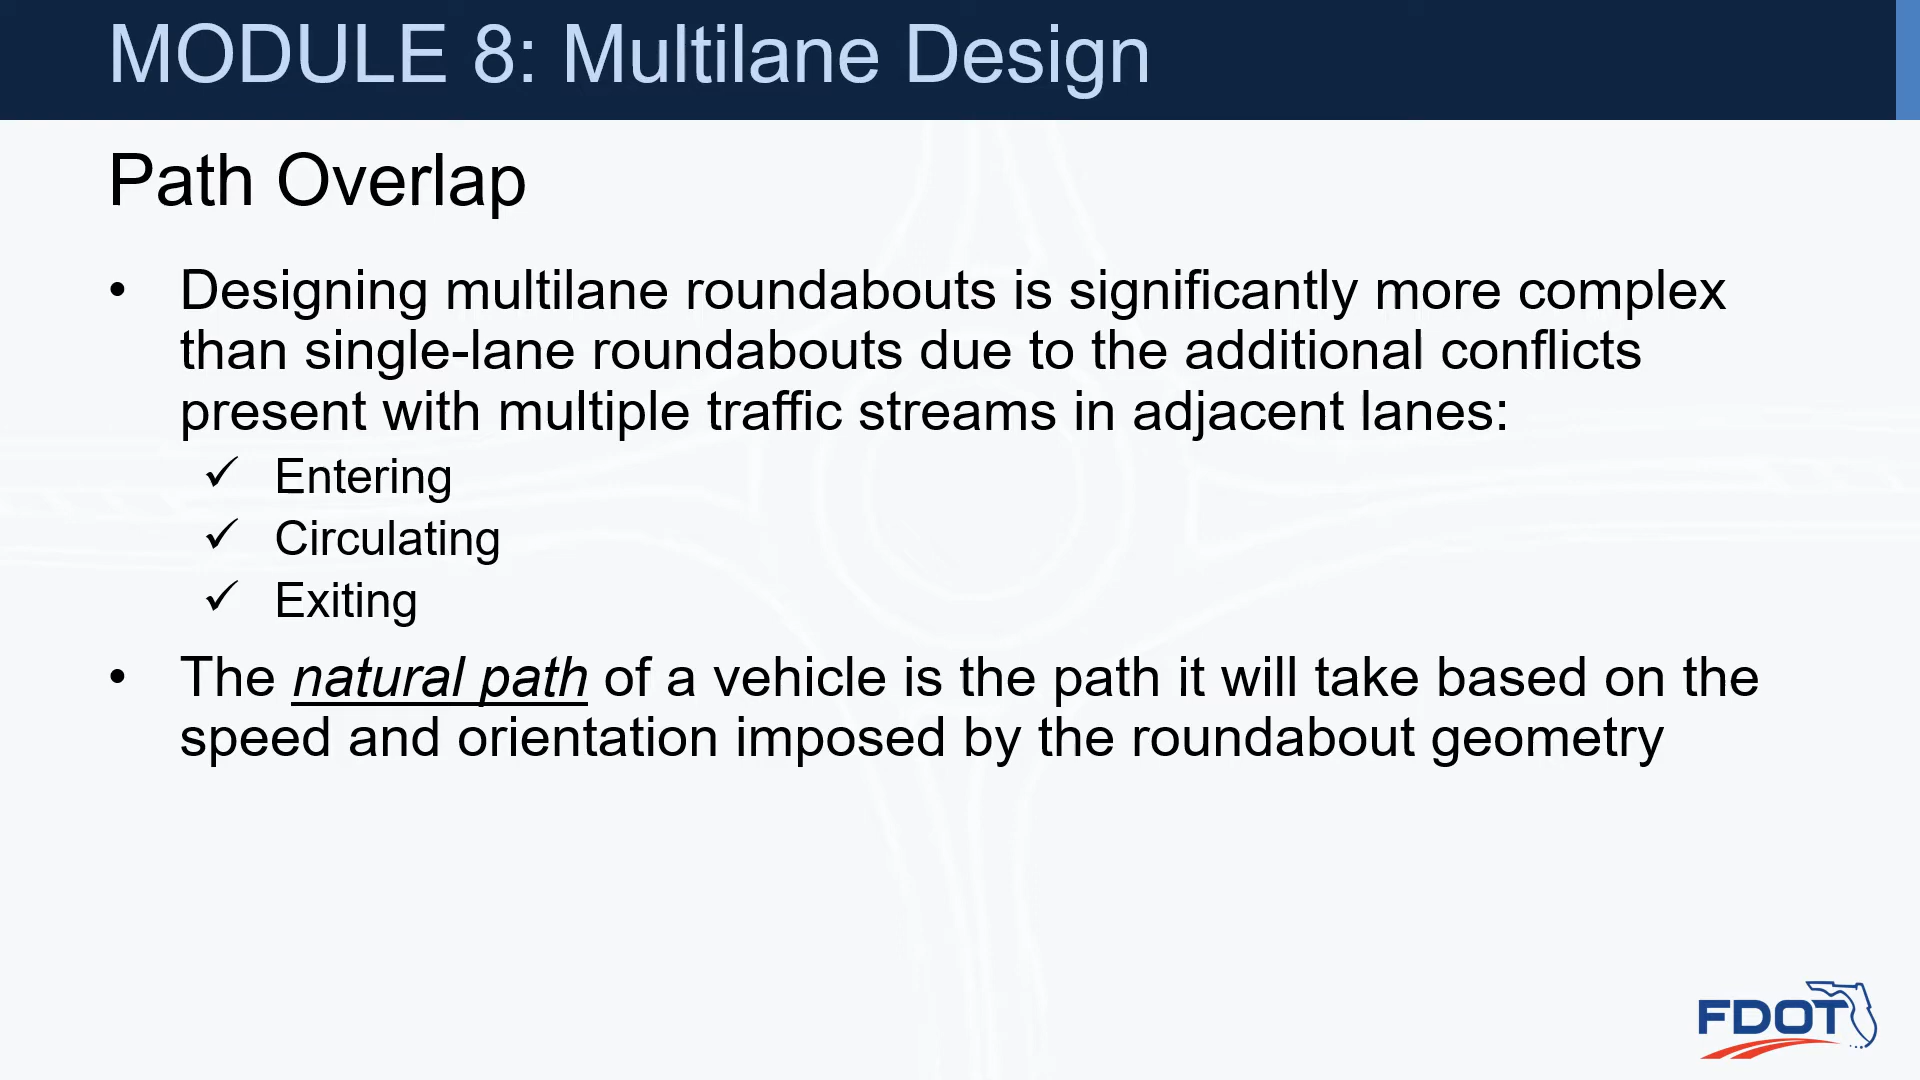 MODULE 8: Multilane Design
Path Overlap
• Designing multilane roundabouts is significantly more complex
than single-lane roundabouts due to the additional conflicts
present with multiple traffic streams in adjacent lanes:
✓ Entering
✓ Circulating
✓ Exiting
• The natural path of a vehicle is the path it will take based on the
speed and orientation imposed by the roundabout geometry
FDOT